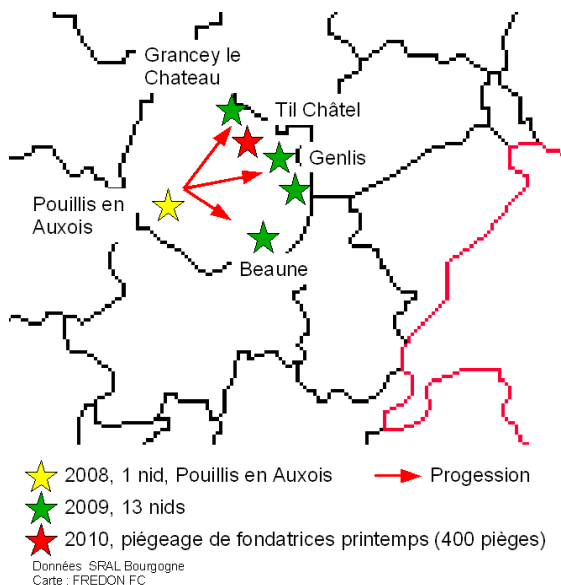 Grancey le
Chateau
Til Châtel
Genlis
Pouillis en
Auxois
Beaune
2008, 1 nid, Pouillis en Auxois
Progession
2009, 13 nids
2010, piégeage de fondatrices printemps (400 pièges)
Données SRAL Bourgogne
Carte : FREDON FC